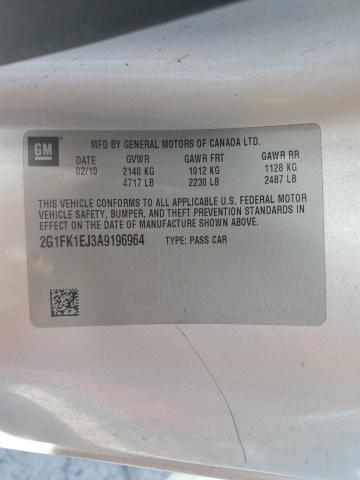 GM
MFD BY GENERAL MOTORS OF CANADA LTD.
DATE GVWR GAWR FRT GAWR RR
02/10 2140 KG 1012 KG 1128 KG
4717 LB 2230 LB 2487 LB
THIS VEHICLE CONFORMS TO ALL APPLICABLE U.S. FEDERAL MOTOR
VEHICLE SAFETY, BUMPER, AND THEFT PREVENTION STANDARDS IN
EFFECT ON THE DATE OF MANUFACTURE SHOWN ABOVE.
2G1FK1EJ3A9196964 TYPE: PASS CAR